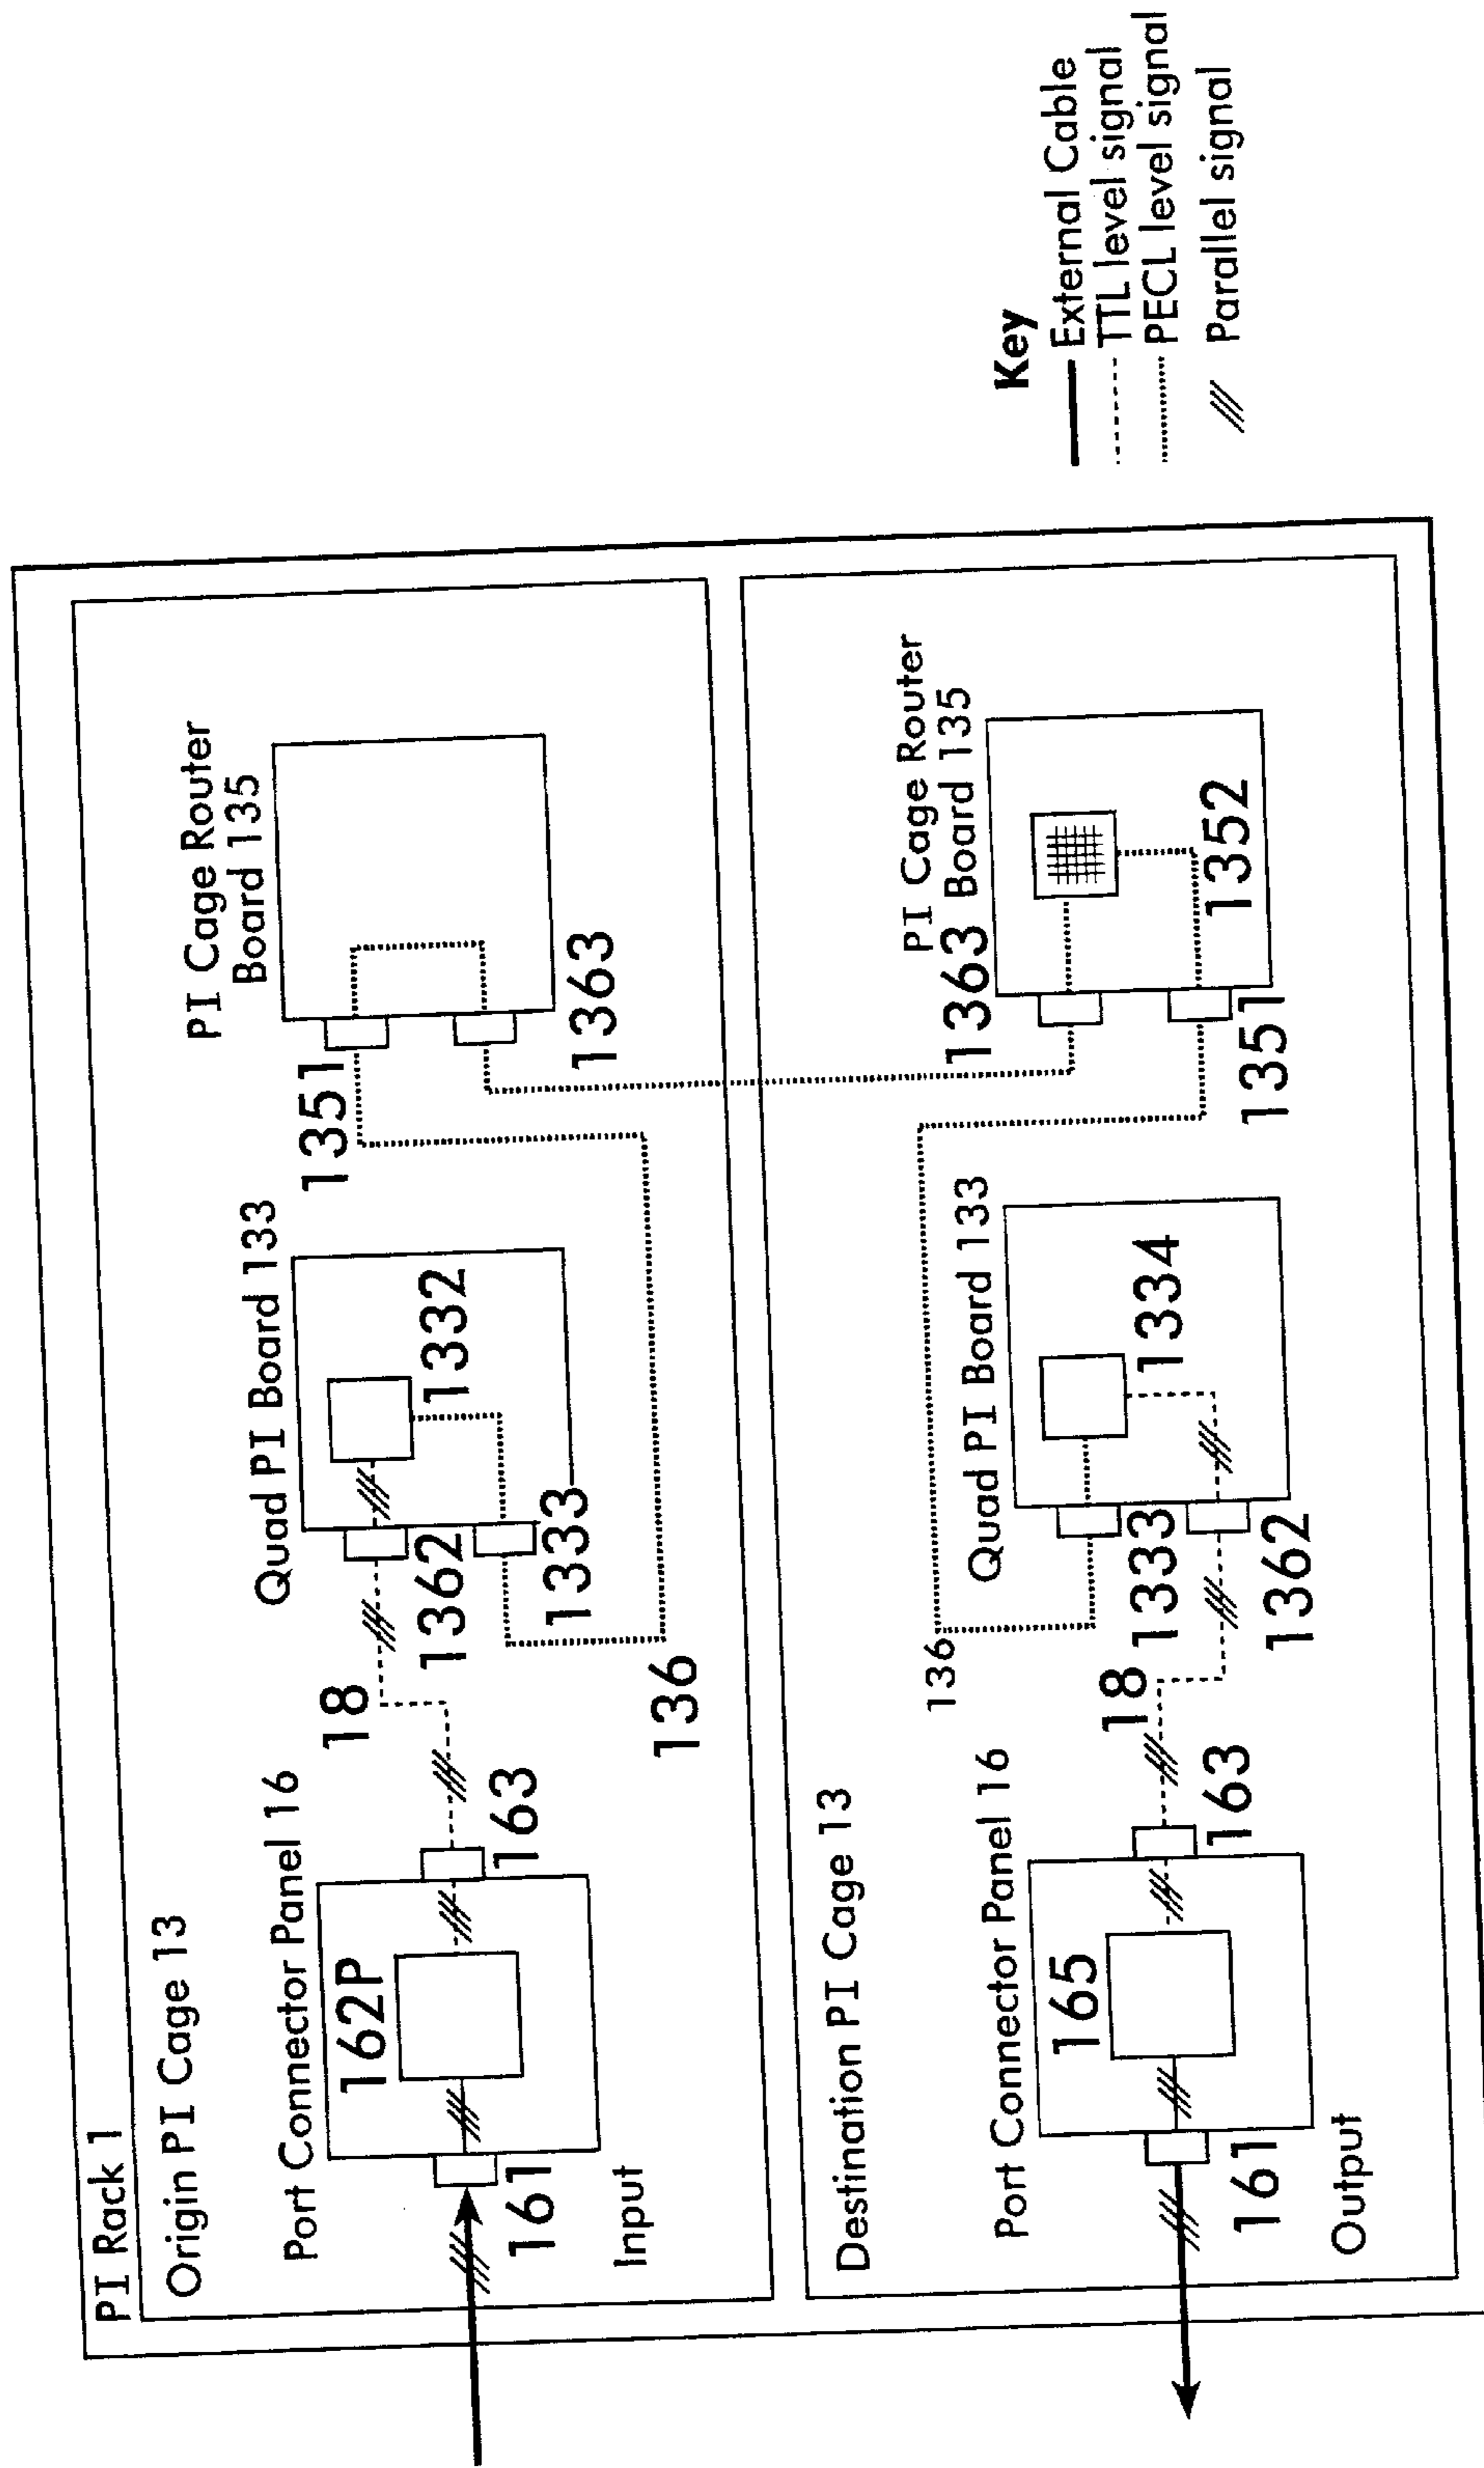 PI Rack 1
Origin PI Cage 13
Port Connector Panel 16
162P
161
163
Input
18
Quad PI Board 133
1332
1362
1333
136
PI Cage Router
Board 135
1351
1363
Destination PI Cage 13
Port Connector Panel 16
165
161
163
Output
18
136
Quad PI Board 133
1334
1333
1362
PI Cage Router
Board 135
1363
1352
1351
Key
External Cable
TTL level signal
PECL level signal
Parallel signal